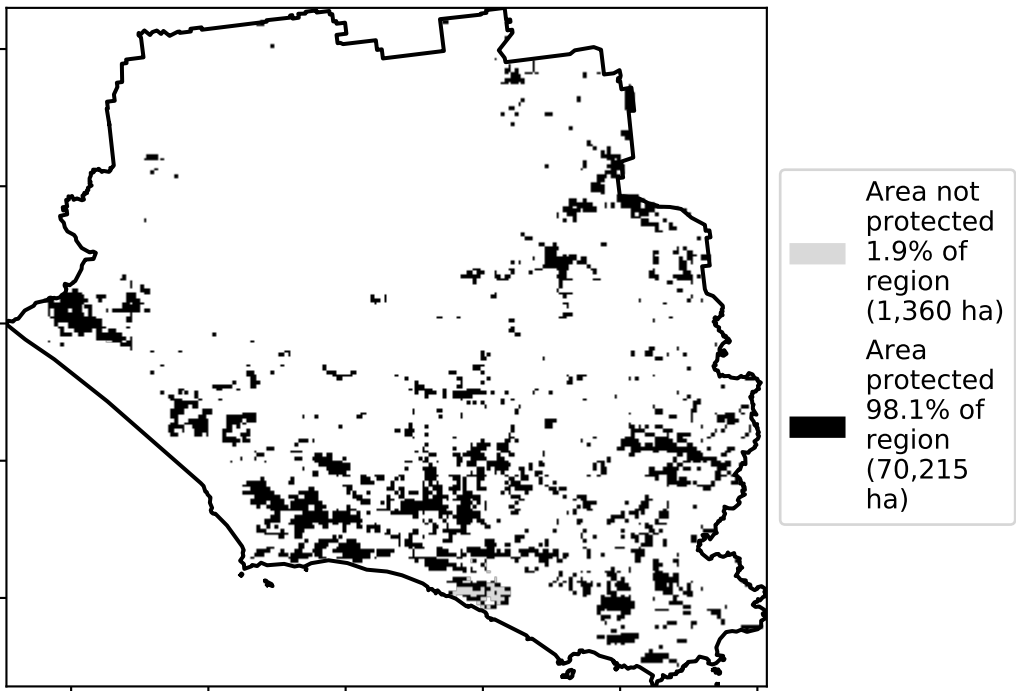 Area not
protected
1.9% of
region
(1,360 ha)
Area
protected
98.1% of
region
(70,215
ha)